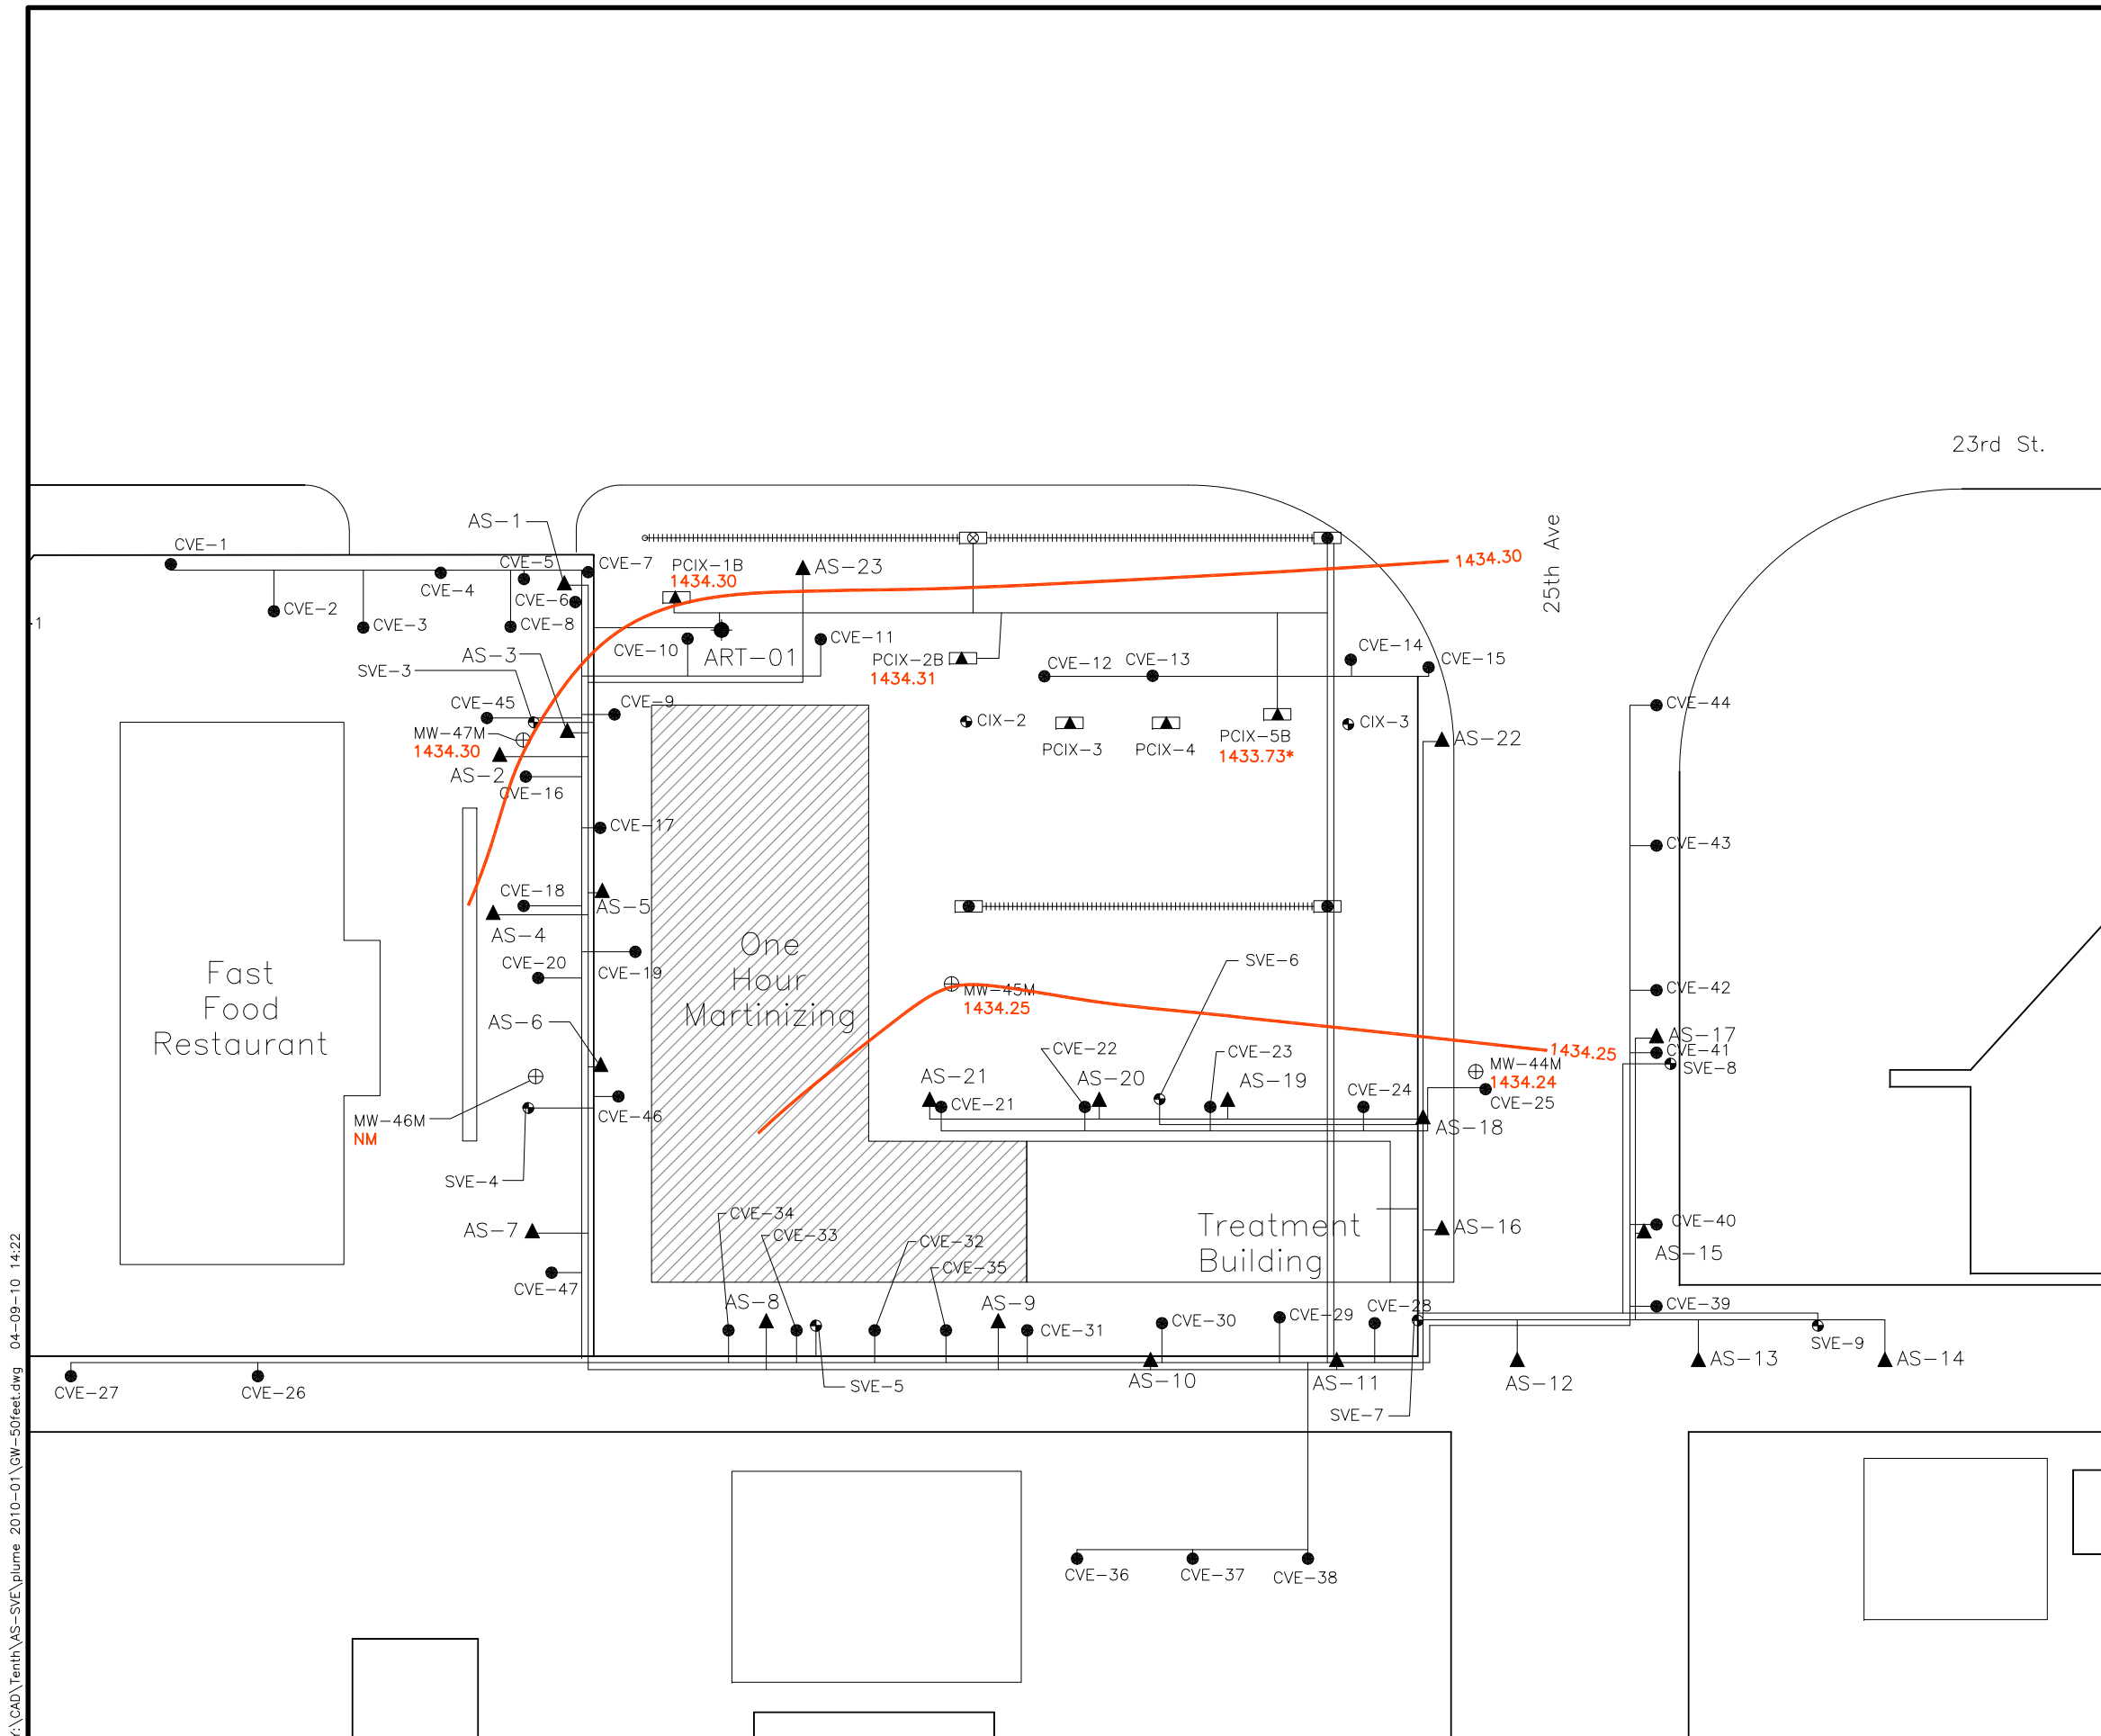 23rd St.
25th Ave
AS-1
CVE-1
CVE-5
CVE-7
CVE-4
CVE-6
CVE-2
CVE-3
CVE-8
-1
PCIX-1B
1434.30
AS-23
1434.30
CVE-10
ART-01
CVE-11
PCIX-2B
1434.31
CVE-12
CVE-13
CVE-14
CVE-15
AS-3
SVE-3
CVE-45
CVE-9
MW-47M
1434.30
AS-2
CVE-16
CIX-2
PCIX-3
PCIX-4
PCIX-5B
1433.73*
CIX-3
AS-22
CVE-44
CVE-17
CVE-43
CVE-18
AS-5
AS-4
CVE-20
CVE-19
One
Hour
Martinizing
Fast
Food
Restaurant
SVE-6
MW-45M
1434.25
CVE-42
AS-6
AS-17
CVE-41
SVE-8
1434.25
MW-44M
1434.24
CVE-25
CVE-22
CVE-23
AS-21
AS-20
AS-19
CVE-24
CVE-21
AS-18
CVE-46
MW-46M
NM
SVE-4
AS-7
CVE-47
CVE-34
CVE-33
CVE-32
CVE-35
Treatment
Building
AS-16
CVE-40
AS-15
AS-8
AS-9
CVE-31
CVE-30
CVE-29
CVE-28
CVE-39
SVE-9
CVE-27
CVE-26
SVE-5
AS-10
AS-11
SVE-7
AS-12
AS-13
AS-14
CVE-36
CVE-37
CVE-38
Y:\CAD\Tenth\AS-SVE\plume 2010-01\GW-50feet.dwg 04-09-10 14:22